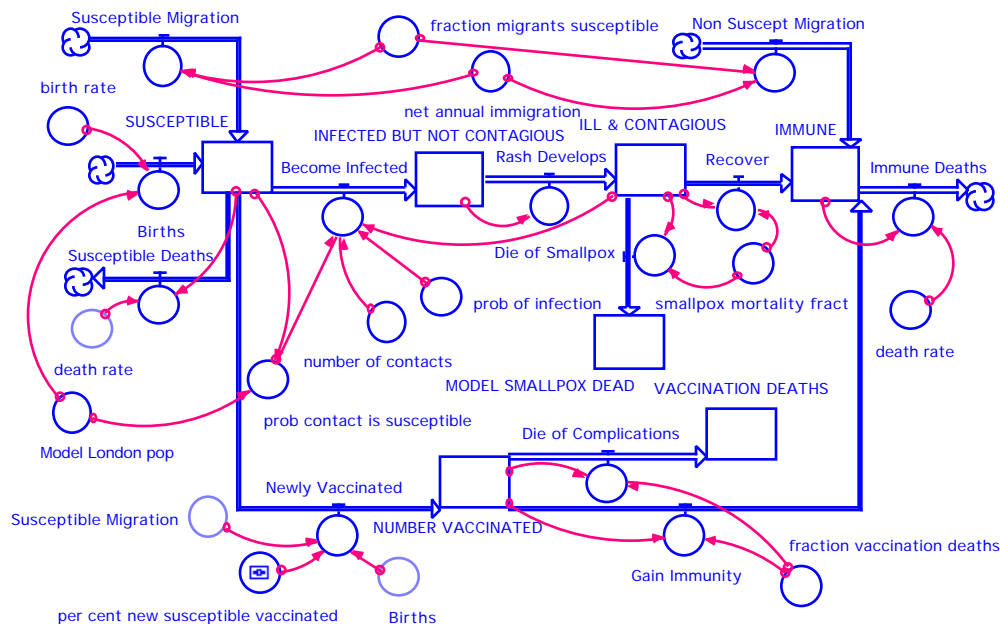 Susceptible Migration
fraction migrants susceptible
Non Suscept Migration
birth rate
net annual immigration
SUSCEPTIBLE
INFECTED BUT NOT CONTAGIOUS
ILL & CONTAGIOUS
IMMUNE
Become Infected
Rash Develops
Recover
Immune Deaths
Births
Susceptible Deaths
Die of Smallpox
prob of infection
smallpox mortality fract
number of contacts
death rate
death rate
MODEL SMALLPOX DEAD
VACCINATION DEATHS
prob contact is susceptible
Die of Complications
Model London pop
Newly Vaccinated
Susceptible Migration
NUMBER VACCINATED
fraction vaccination deaths
Gain Immunity
per cent new susceptible vaccinated
Births